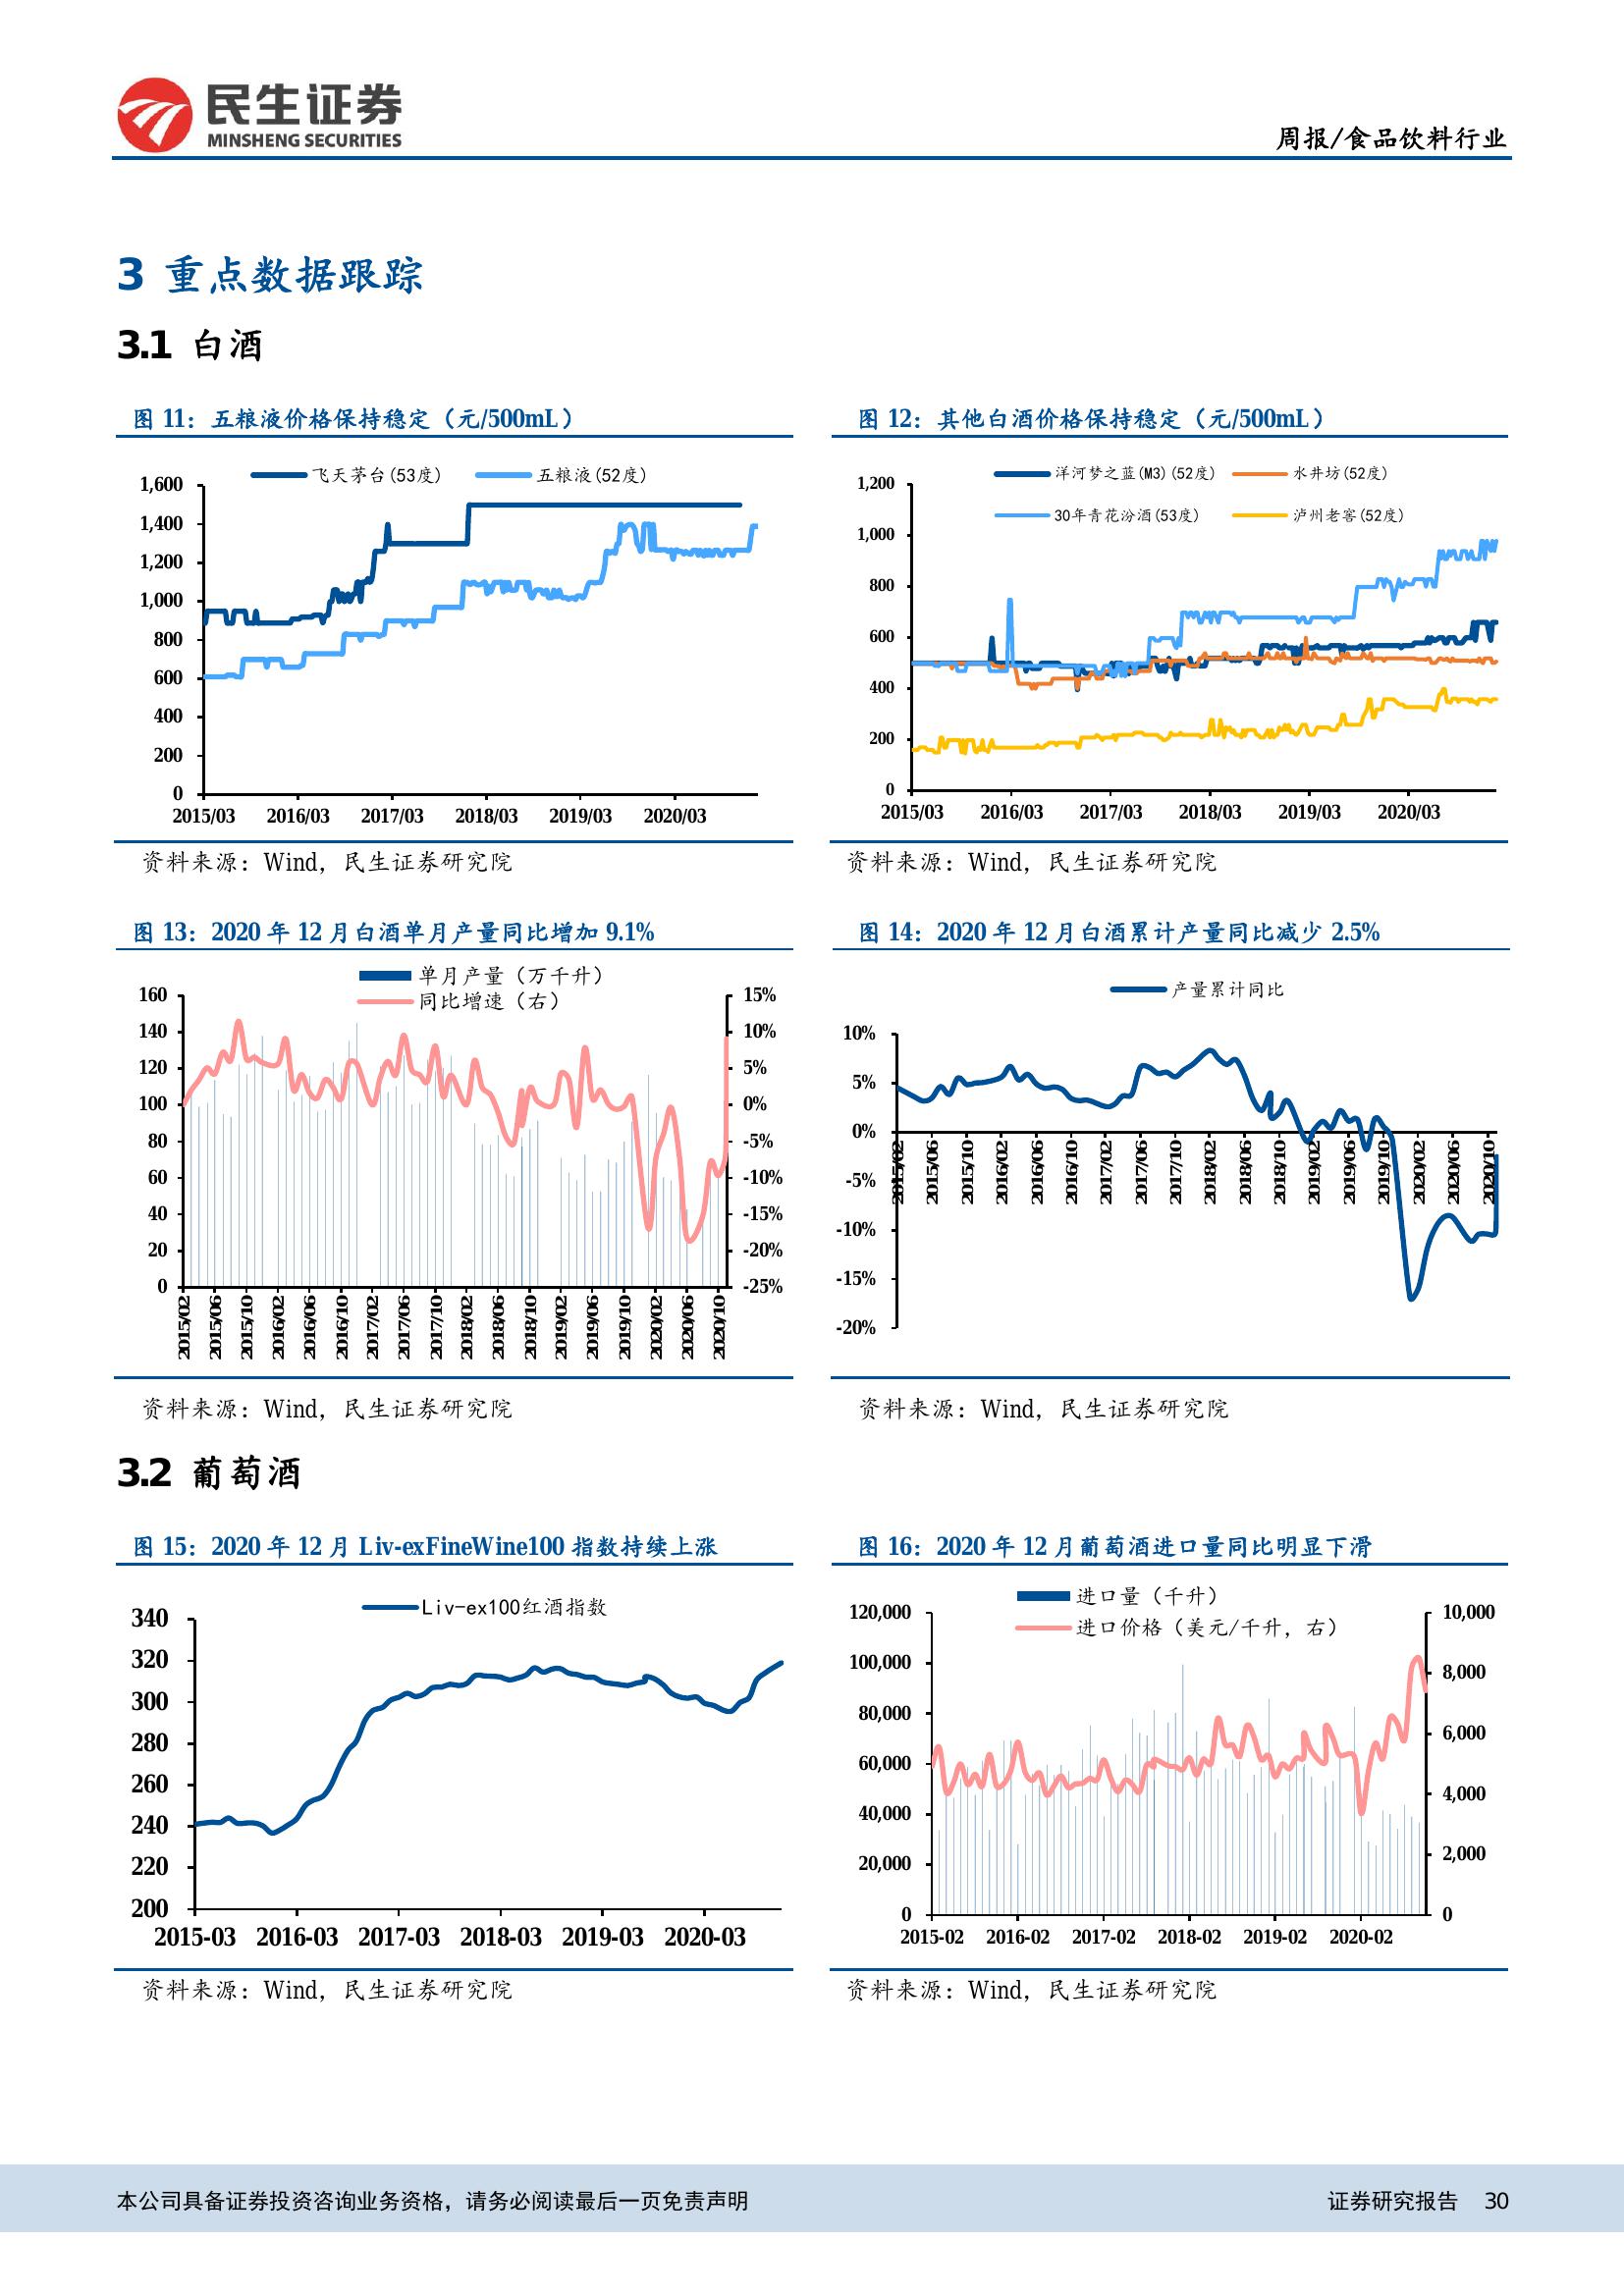 民生证券
MINSHENG SECURITIES
周报/食品饮料行业
3 重点数据跟踪
3.1 白酒
图 11：五粮液价格保持稳定（元/500mL）
飞天茅台(53度) 五粮液(52度)
1,600
1,400
1,200
1,000
800
600
400
200
0
2015/03 2016/03 2017/03 2018/03 2019/03 2020/03
资料来源：Wind，民生证券研究院
图 12：其他白酒价格保持稳定（元/500mL）
洋河梦之蓝(M3)(52度) 水井坊(52度)
30年青花汾酒(53度) 泸州老窖(52度)
1,200
1,000
800
600
400
200
0
2015/03 2016/03 2017/03 2018/03 2019/03 2020/03
资料来源：Wind，民生证券研究院
图 13：2020 年 12 月白酒单月产量同比增加 9.1%
单月产量（万千升）
同比增速（右）
160
140
120
100
80
60
40
20
0
15%
10%
5%
0%
-5%
-10%
-15%
-20%
-25%
2015/02 2015/06 2015/10 2016/02 2016/06 2016/10 2017/02 2017/06 2017/10 2018/02 2018/06 2018/10 2019/02 2019/06 2019/10 2020/02 2020/06 2020/10
资料来源：Wind，民生证券研究院
图 14：2020 年 12 月白酒累计产量同比减少 2.5%
产量累计同比
10%
5%
0%
-5%
-10%
-15%
-20%
2015/02 2015/06 2015/10 2016/02 2016/06 2016/10 2017/02 2017/06 2017/10 2018/02 2018/06 2018/10 2019/02 2019/06 2019/10 2020/02 2020/06 2020/10
资料来源：Wind，民生证券研究院
3.2 葡萄酒
图 15：2020 年 12 月 Liv-exFineWine100 指数持续上涨
Liv-ex100红酒指数
340
320
300
280
260
240
220
200
2015-03 2016-03 2017-03 2018-03 2019-03 2020-03
资料来源：Wind，民生证券研究院
图 16：2020 年 12 月葡萄酒进口量同比明显下滑
进口量（千升）
进口价格（美元/千升，右）
120,000
100,000
80,000
60,000
40,000
20,000
0
10,000
8,000
6,000
4,000
2,000
0
2015-02 2016-02 2017-02 2018-02 2019-02 2020-02
资料来源：Wind，民生证券研究院
本公司具备证券投资咨询业务资格，请务必阅读最后一页免责声明
证券研究报告 30